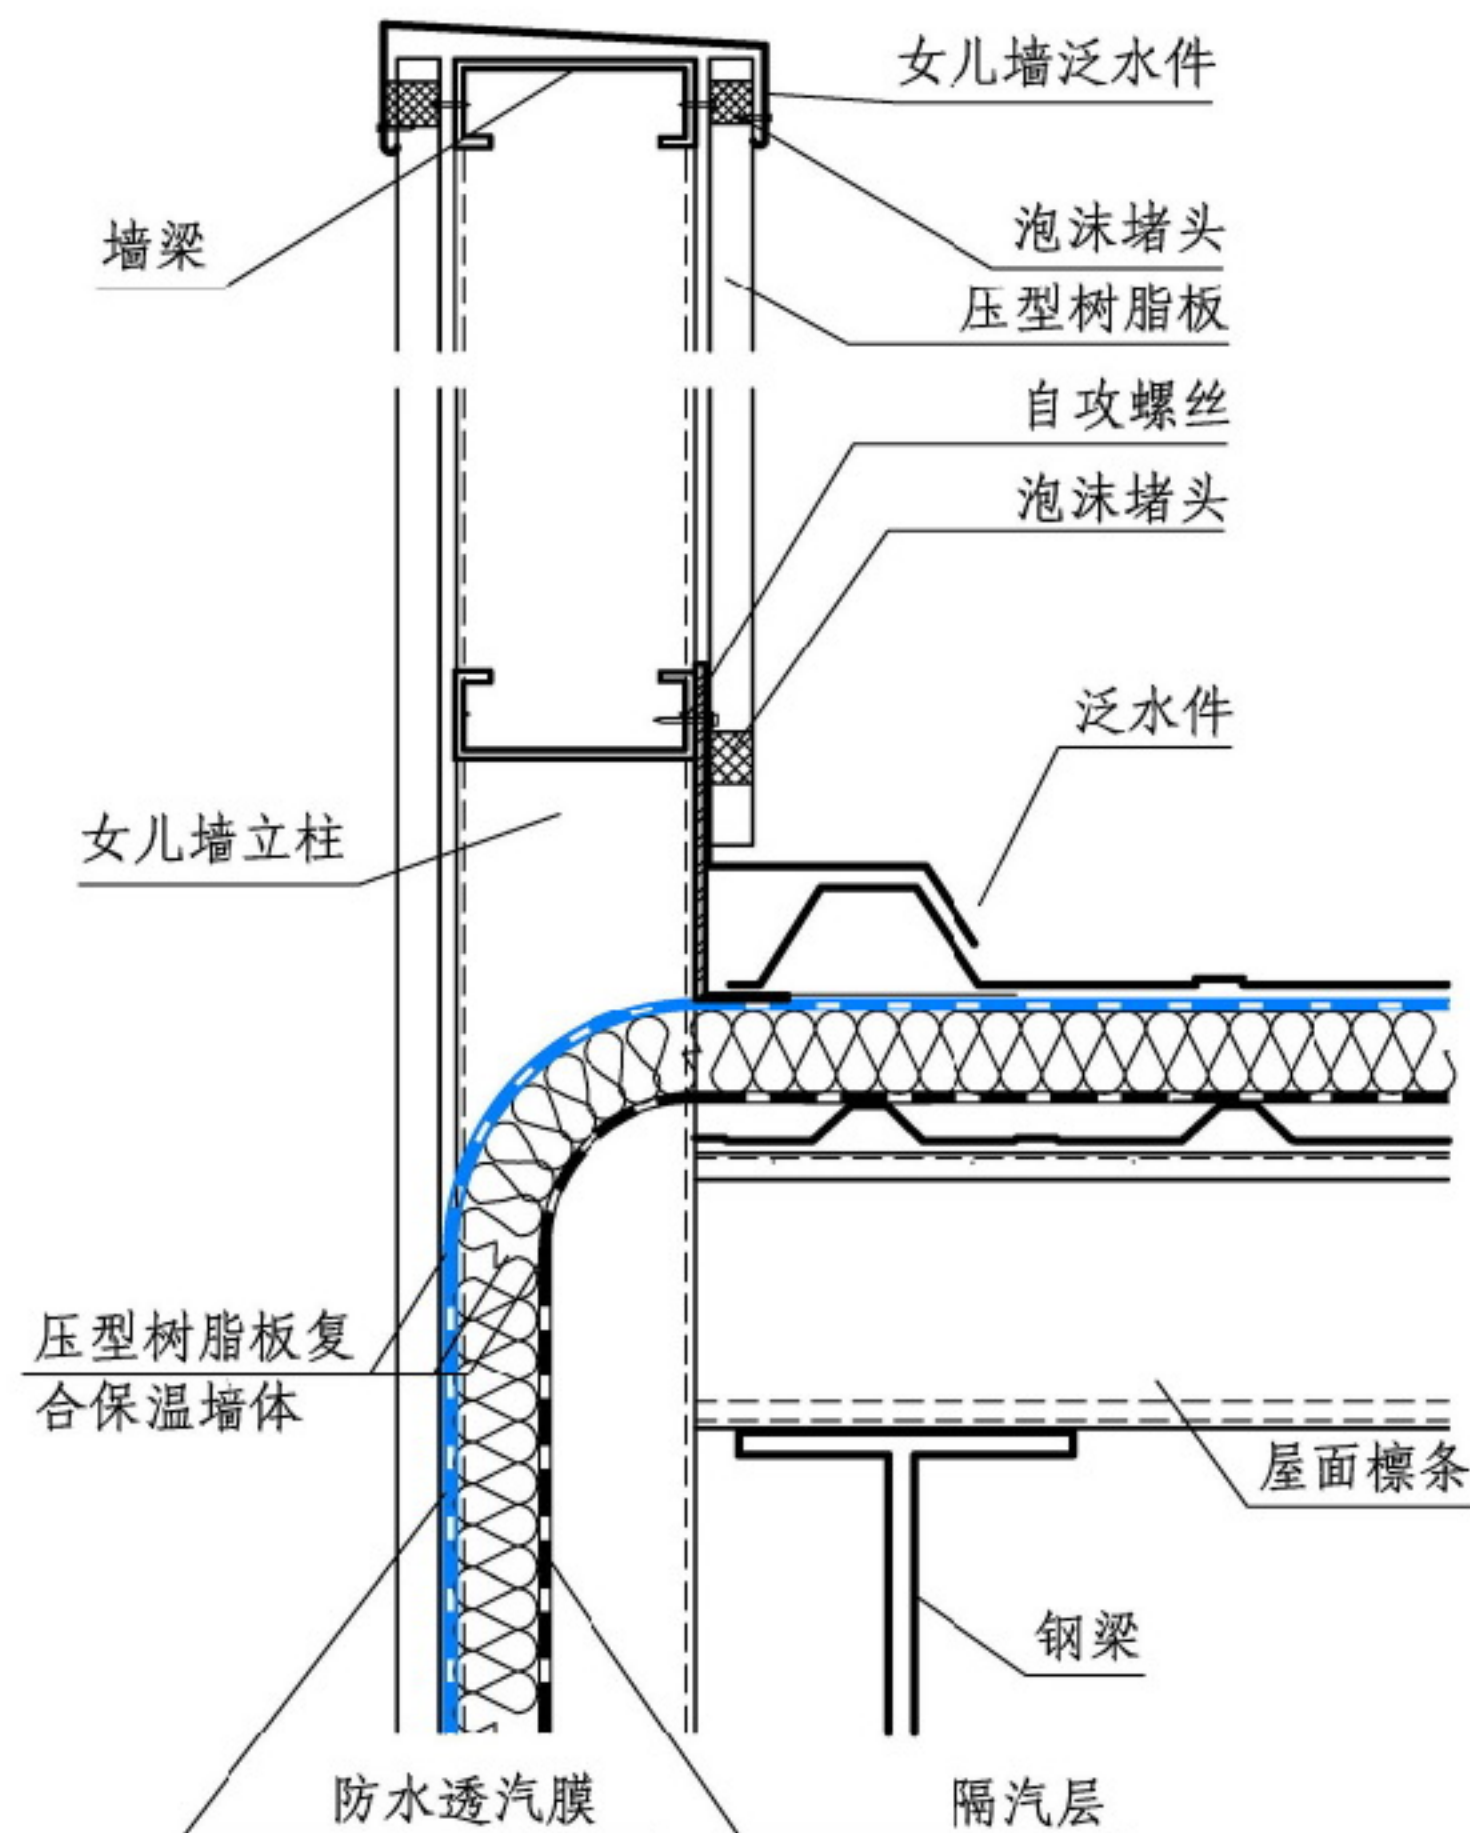 女儿墙泛水件
墙梁
泡沫堵头
压型树脂板
自攻螺丝
泡沫堵头
泛水件
女儿墙立柱
压型树脂板复
合保温墙体
屋面檩条
钢梁
防水透汽膜
隔汽层